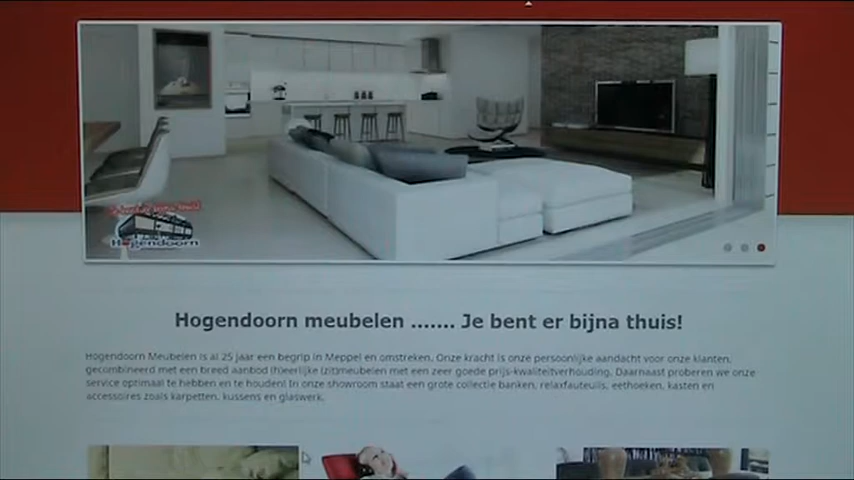 Hogendoorn
Hogendoorn meubelen ....... Je bent er bijna thuis!
Hogendoorn Meubelen is al 25 jaar een begrip in Meppel en omstreken. Onze kracht is onze persoonlijke aandacht voor onze klanten,
gecombineerd met een breed aanbod (h)eerlijke (zit)meubelen met een zeer goede prijs-kwaliteitverhouding. Daarnaast proberen we onze
service optimaal te hebben en te houden! In onze showroom staat een grote collectie banken, relaxfauteuils, eethoeken, kasten en
accessoires zoals karpetten, kussens en glaswerk.